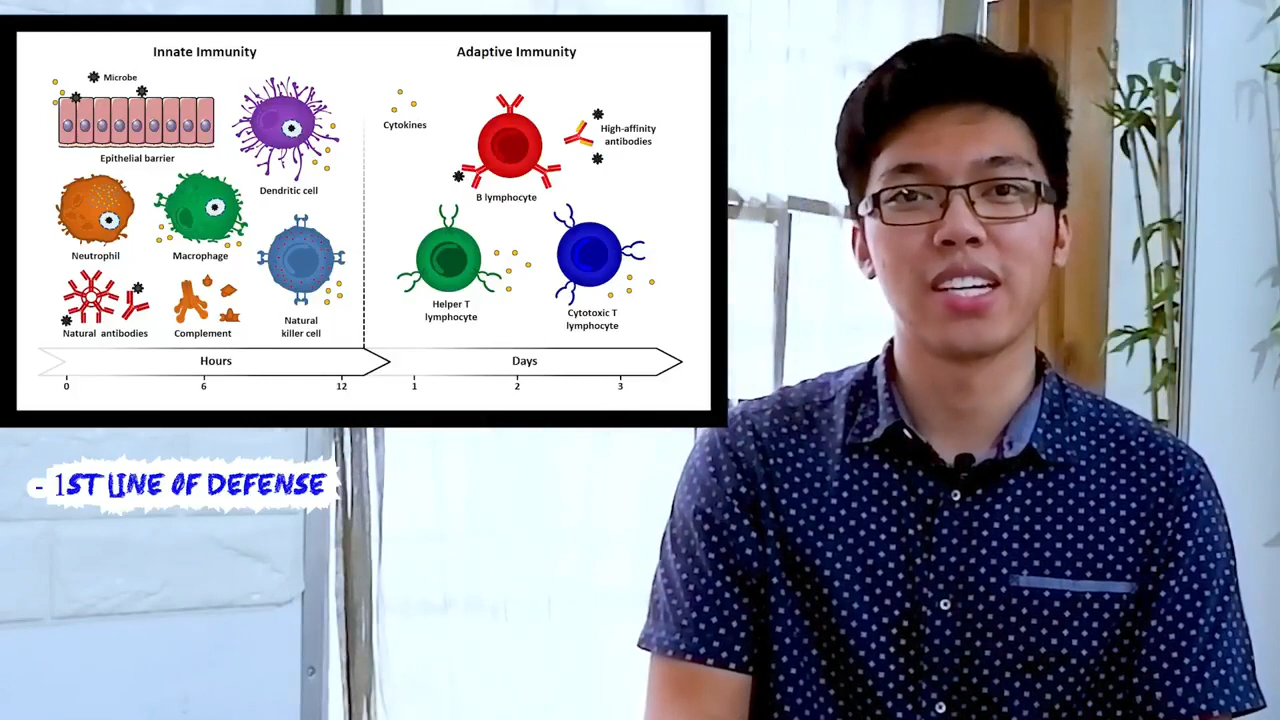 Innate Immunity
Adaptive Immunity
Microbe
Epithelial barrier
Dendritic cell
Neutrophil
Macrophage
Natural antibodies
Complement
Natural
killer cell
Cytokines
B lymphocyte
High-affinity
antibodies
Helper T
lymphocyte
Cytotoxic T
lymphocyte
Hours
Days
0
6
12
1
2
3
- 1ST LINE OF DEFENSE